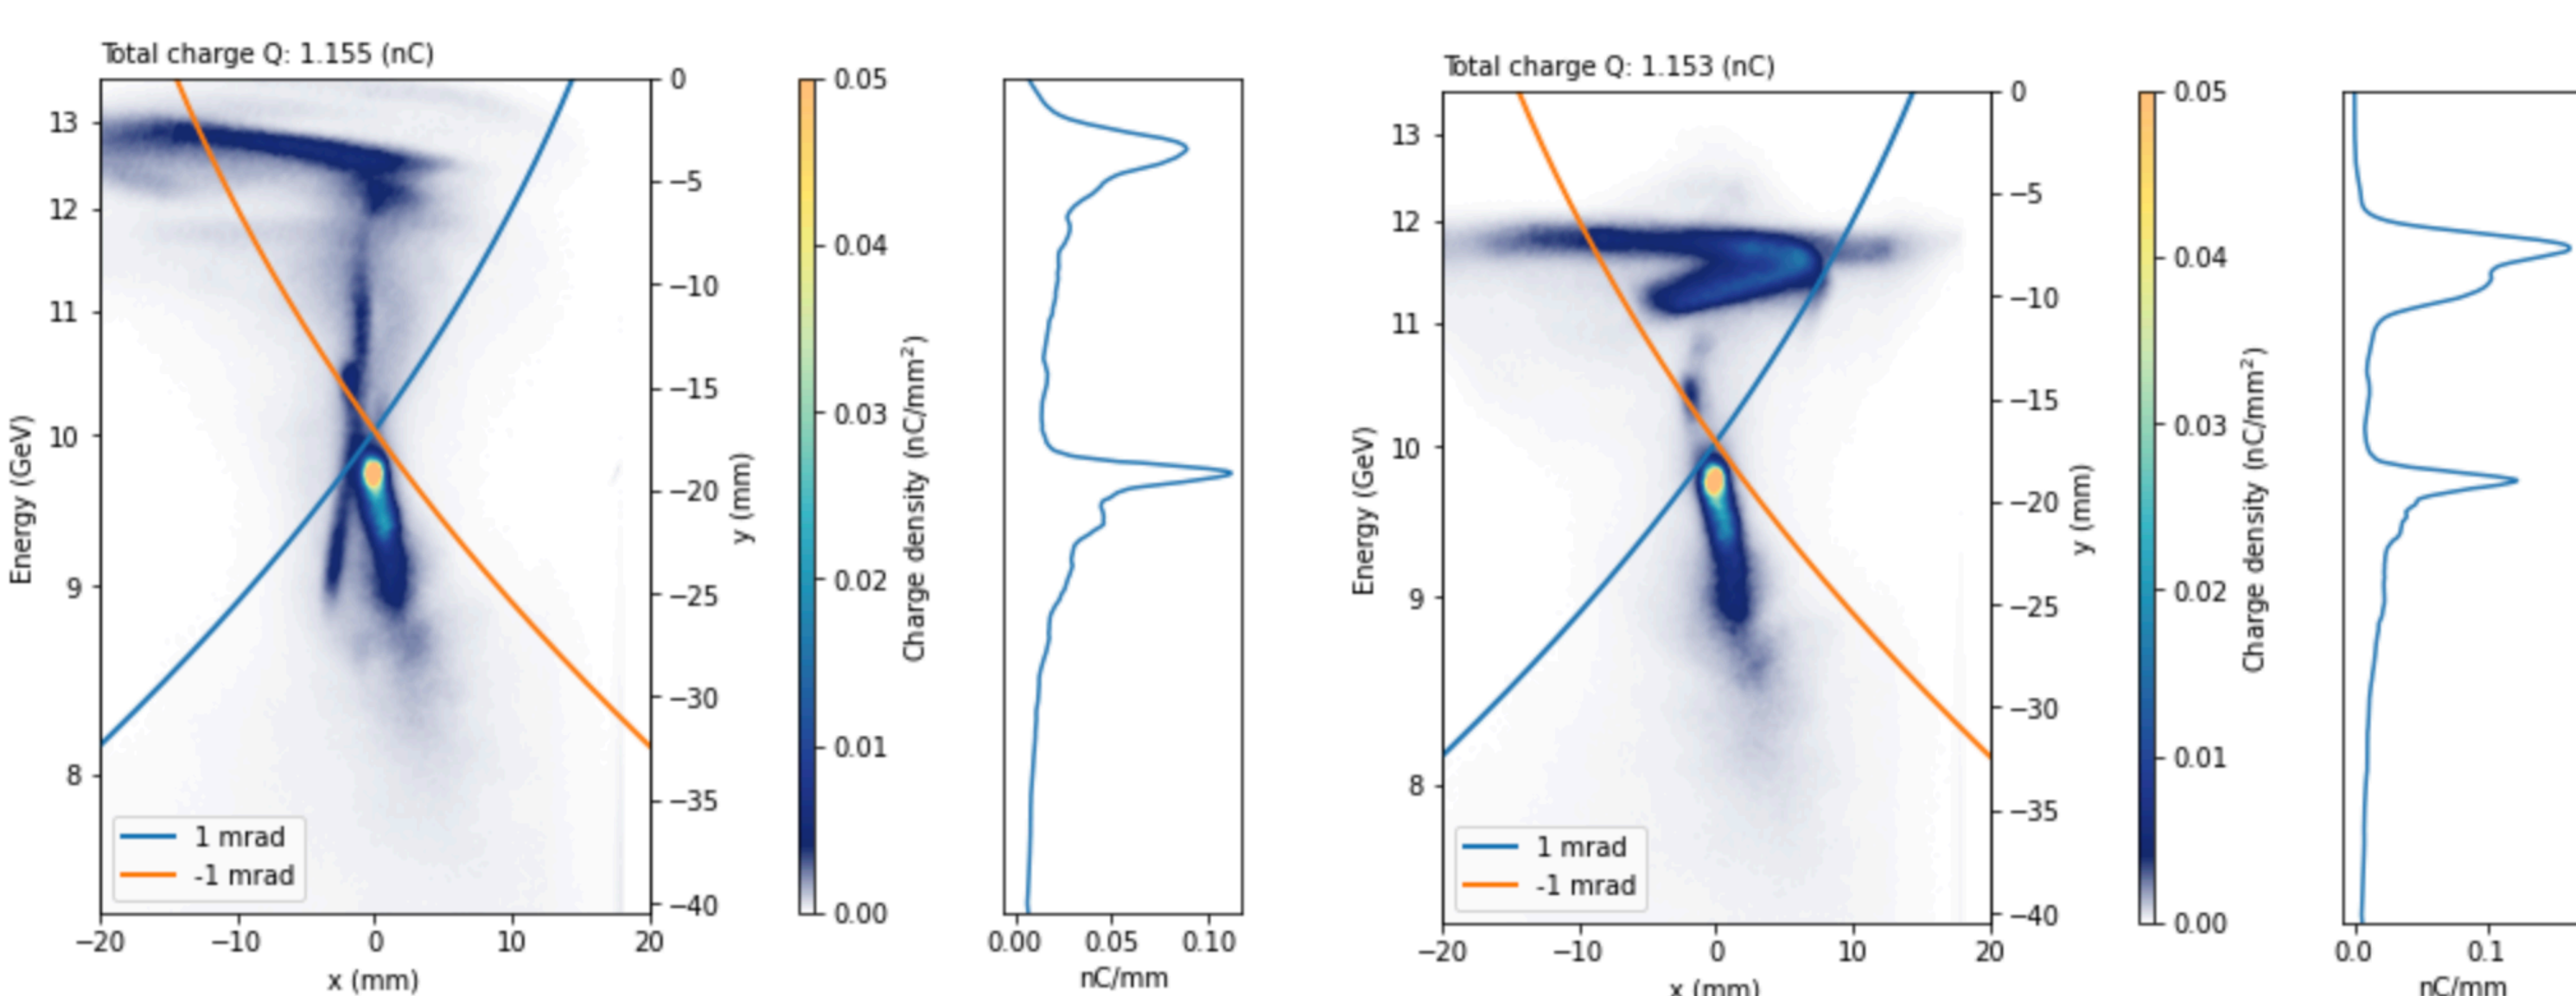 Total charge Q: 1.155 (nC)
13
12
11
10
9
8
Energy (GeV)
0
−5
−10
−15
−20
−25
−30
−35
−40
y (mm)
1 mrad
-1 mrad
−20 −10 0 10 20
x (mm)
0.05
0.04
0.03
0.02
0.01
0.00
Charge density (nC/mm²)
0.00 0.05 0.10
nC/mm
Total charge Q: 1.153 (nC)
13
12
11
10
9
8
Energy (GeV)
0
−5
−10
−15
−20
−25
−30
−35
−40
y (mm)
1 mrad
-1 mrad
−20 −10 0 10 20
x (mm)
0.05
0.04
0.03
0.02
0.01
0.00
Charge density (nC/mm²)
0.0 0.1
nC/mm